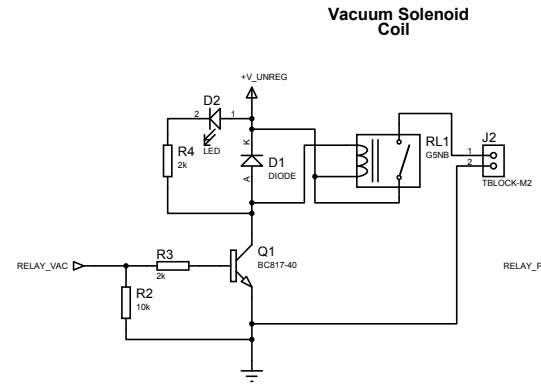 Vacuum Solenoid
Coil
+V_UNREG
D2
2
1
LED
R4
2k
K
D1
DIODE
A
RL1
G5NB
J2
1
2
TBLOCK-M2
Q1
BC817-40
RELAY_VAC
R3
2k
R2
10k
RELAY_P